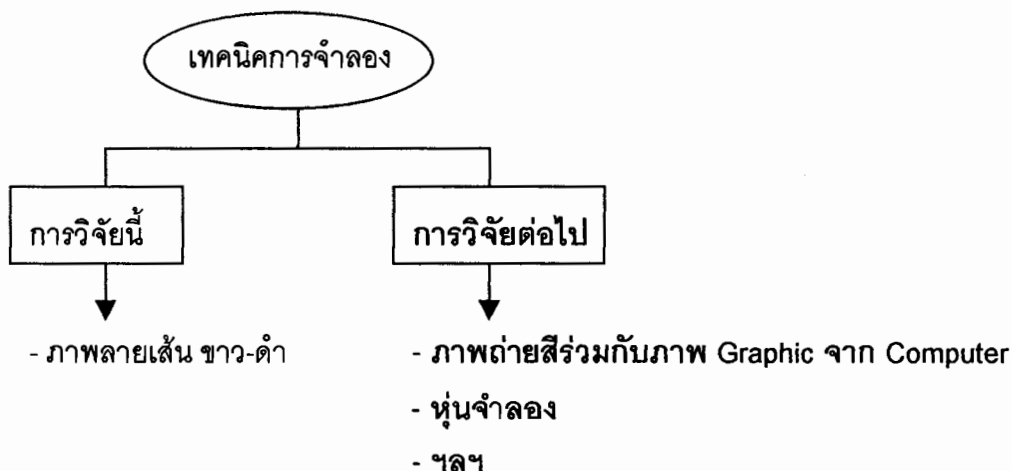 เทคนิคการจำลอง
การวิจัยนี้
การวิจัยต่อไป
- ภาพลายเส้น ขาว-ดำ
- ภาพถ่ายสีร่วมกับภาพ Graphic จาก Computer
- หุ่นจำลอง
- ฯลฯ